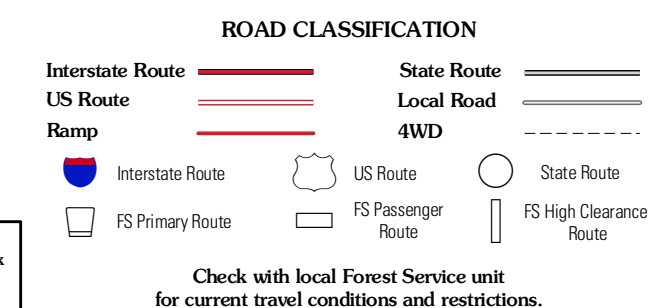 ROAD CLASSIFICATION
Interstate Route
State Route
US Route
Local Road
Ramp
4WD
Interstate Route
US Route
State Route
FS Primary Route
FS Passenger
Route
FS High Clearance
Route
Check with local Forest Service unit
for current travel conditions and restrictions.